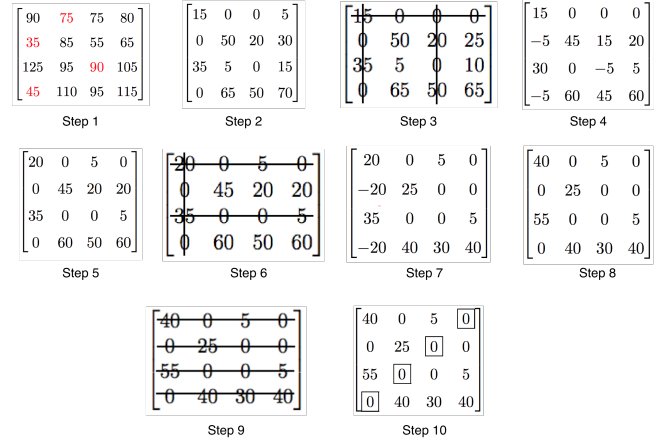 90 75 75 80
35 85 55 65
125 95 90 105
45 110 95 115
Step 1
15 0 0 5
0 50 20 30
35 5 0 15
0 65 50 70
Step 2
15 0 0 0
0 50 20 25
35 5 0 10
0 65 50 65
Step 3
15 0 0 0
−5 45 15 20
30 0 −5 5
−5 60 45 60
Step 4
20 0 5 0
0 45 20 20
35 0 0 5
0 60 50 60
Step 5
20 0 5 0
0 45 20 20
35 0 0 5
0 60 50 60
Step 6
20 0 5 0
−20 25 0 0
35 0 0 5
−20 40 30 40
Step 7
40 0 5 0
0 25 0 0
55 0 0 5
0 40 30 40
Step 8
40 0 5 0
0 25 0 0
55 0 0 5
0 40 30 40
Step 9
40 0 5 0
0 25 0 0
55 0 0 5
0 40 30 40
Step 10